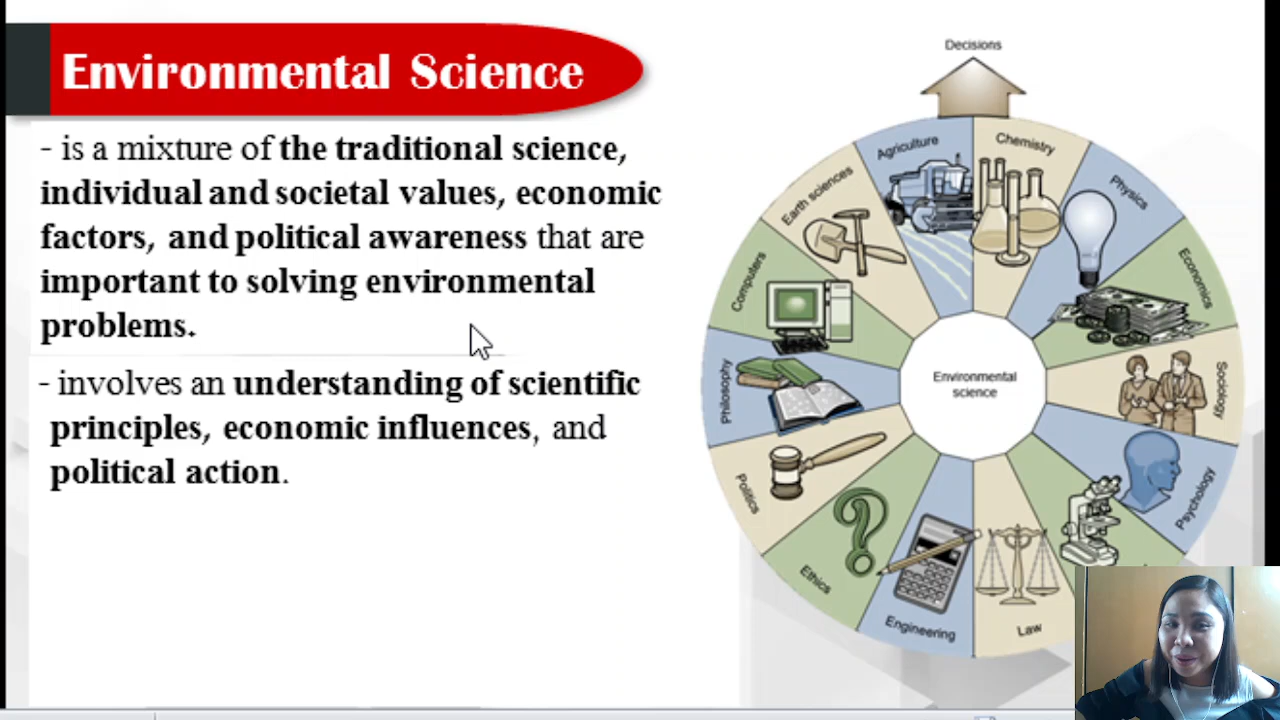 Environmental Science
- is a mixture of the traditional science,
individual and societal values, economic
factors, and political awareness that are
important to solving environmental
problems.
- involves an understanding of scientific
principles, economic influences, and
political action.
Decisions
Agriculture
Chemistry
Physics
Economics
Sociology
Psychology
Law
Engineering
Ethics
Politics
Philosophy
Computers
Earth sciences
Environmental
science